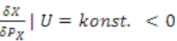 δX/δP_X | U = konst. < 0